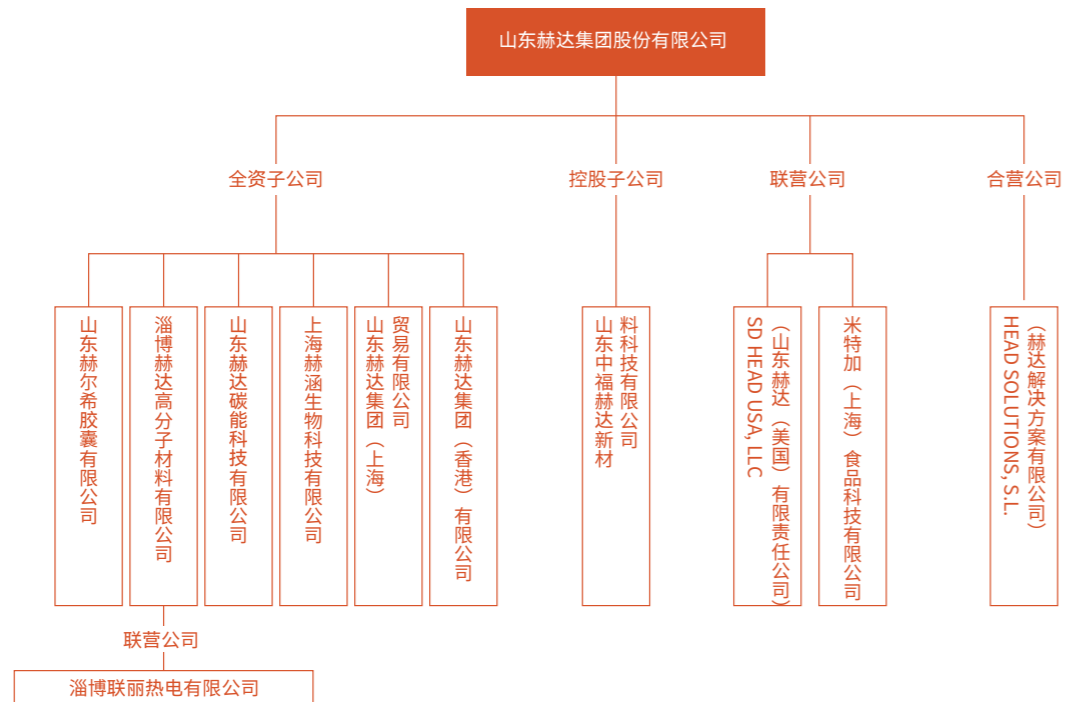 山东赫达集团股份有限公司
全资子公司
控股子公司
联营公司
合营公司
山东赫尔希胶囊有限公司
淄博赫达高分子材料有限公司
山东赫达碳能科技有限公司
上海赫涵生物科技有限公司
山东赫达集团（上海）
贸易有限公司
山东赫达集团（香港）有限公司
山东中福赫达新材
料科技有限公司
SD HEAD USA, LLC
（山东赫达（美国）有限责任公司）
米特加（上海）食品科技有限公司
HEAD SOLUTIONS, S.L.
（赫达解决方案有限公司）
联营公司
淄博联丽热电有限公司